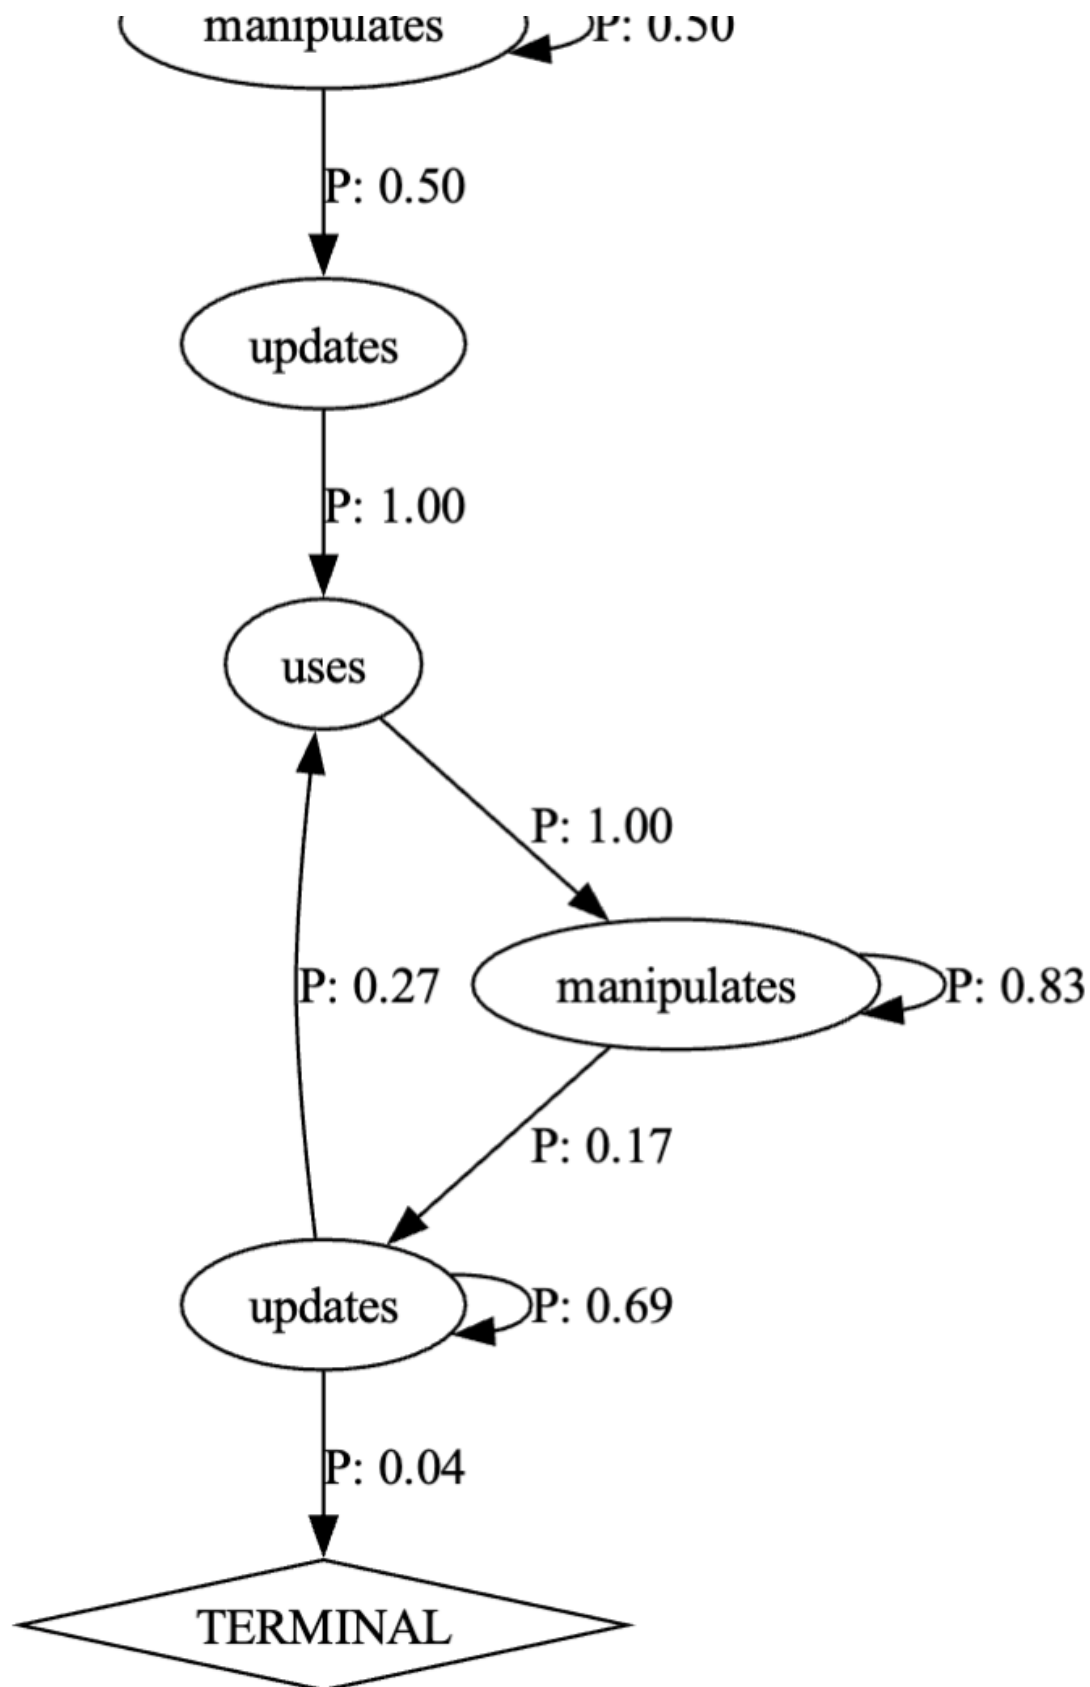 manipulates
P: 0.50
P: 0.50
updates
P: 1.00
uses
P: 1.00
P: 0.27
manipulates
P: 0.83
P: 0.17
updates
P: 0.69
P: 0.04
TERMINAL